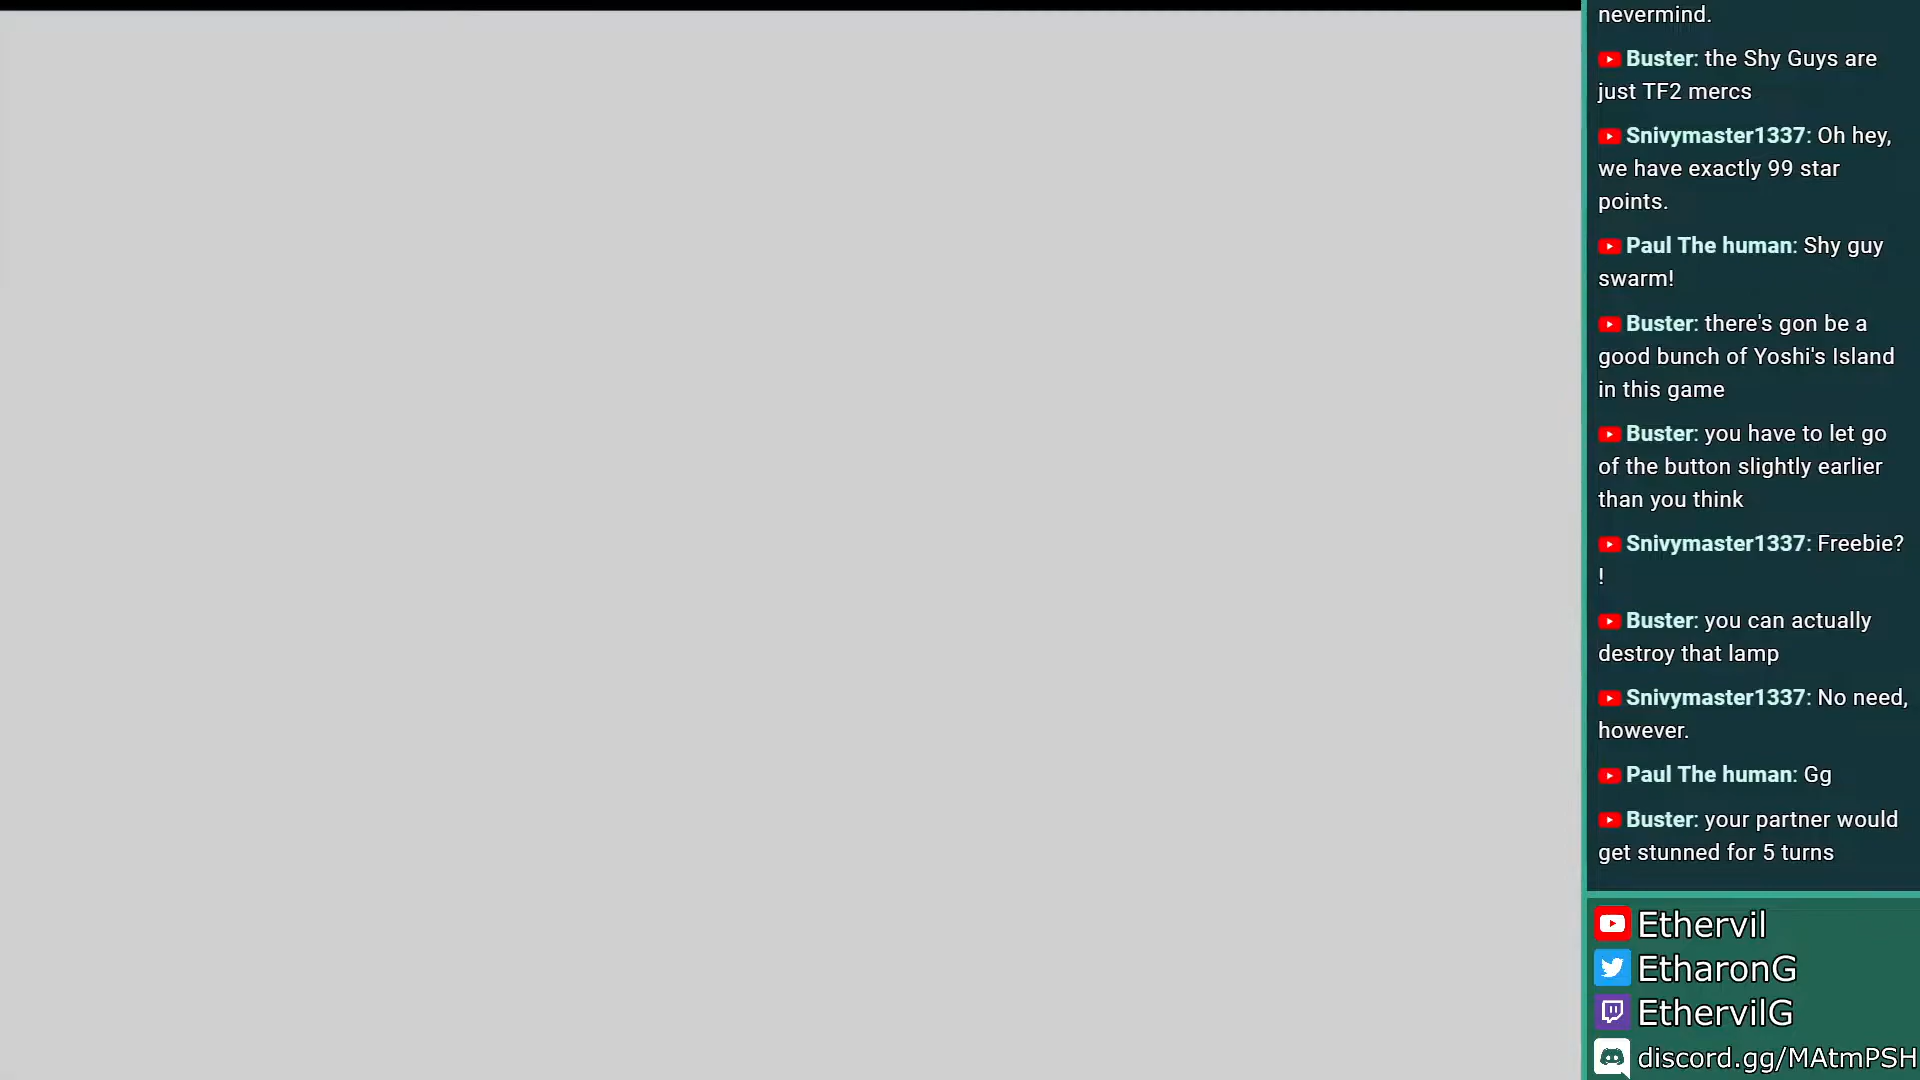 nevermind.
Buster: the Shy Guys are
just TF2 mercs
Snivymaster1337: Oh hey,
we have exactly 99 star
points.
Paul The human: Shy guy
swarm!
Buster: there's gon be a
good bunch of Yoshi's Island
in this game
Buster: you have to let go
of the button slightly earlier
than you think
Snivymaster1337: Freebie?
!
Buster: you can actually
destroy that lamp
Snivymaster1337: No need,
however.
Paul The human: Gg
Buster: your partner would
get stunned for 5 turns
Ethervil
EtharonG
EthervilG
discord.gg/MAtmPSH